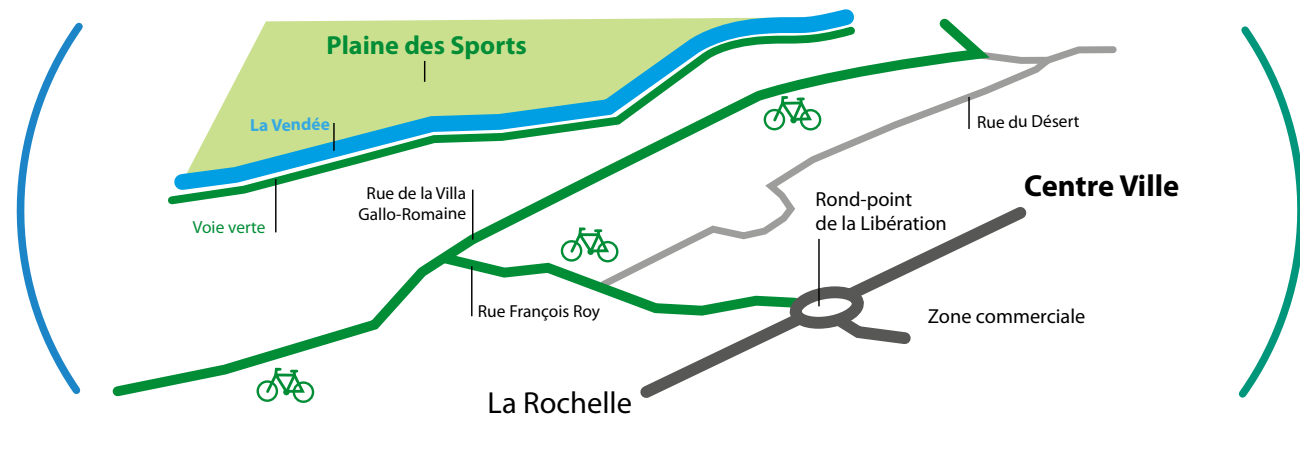 Plaine des Sports
La Vendée
Rue du Désert
Centre Ville
Rue de la Villa
Gallo-Romaine
Rond-point
de la Libération
Voie verte
Rue François Roy
Zone commerciale
La Rochelle